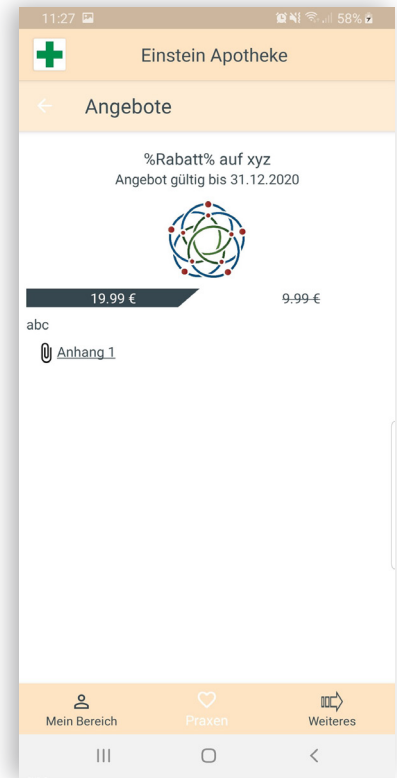 11:27 58%
Einstein Apotheke
Angebote
%Rabatt% auf xyz
Angebot gültig bis 31.12.2020
19.99 € 9.99 €
abc
Anhang 1
Mein Bereich Praxen Weiteres